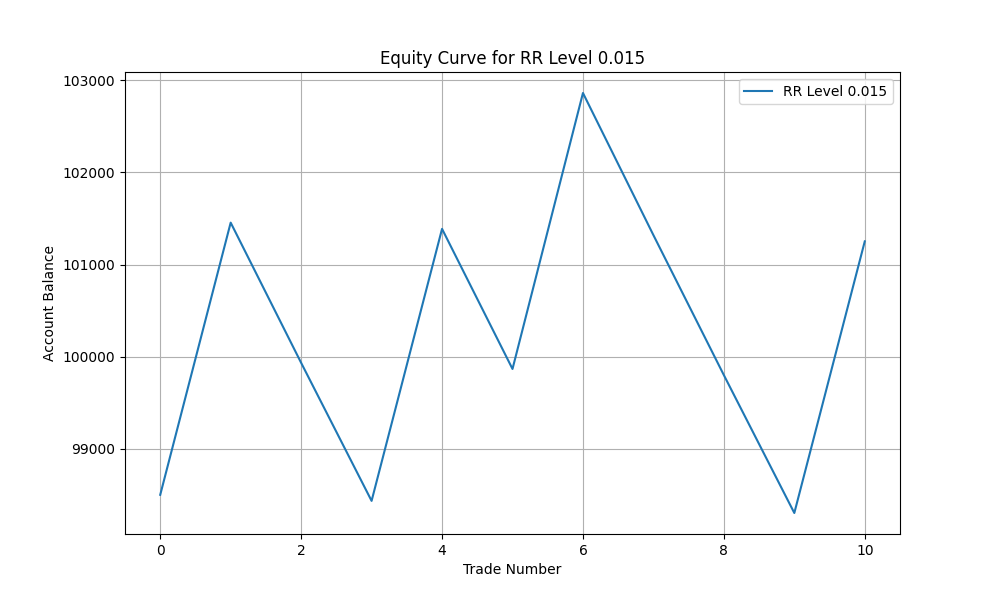 Equity Curve for RR Level 0.015
RR Level 0.015
103000
102000
101000
100000
99000
Account Balance
0 2 4 6 8 10
Trade Number